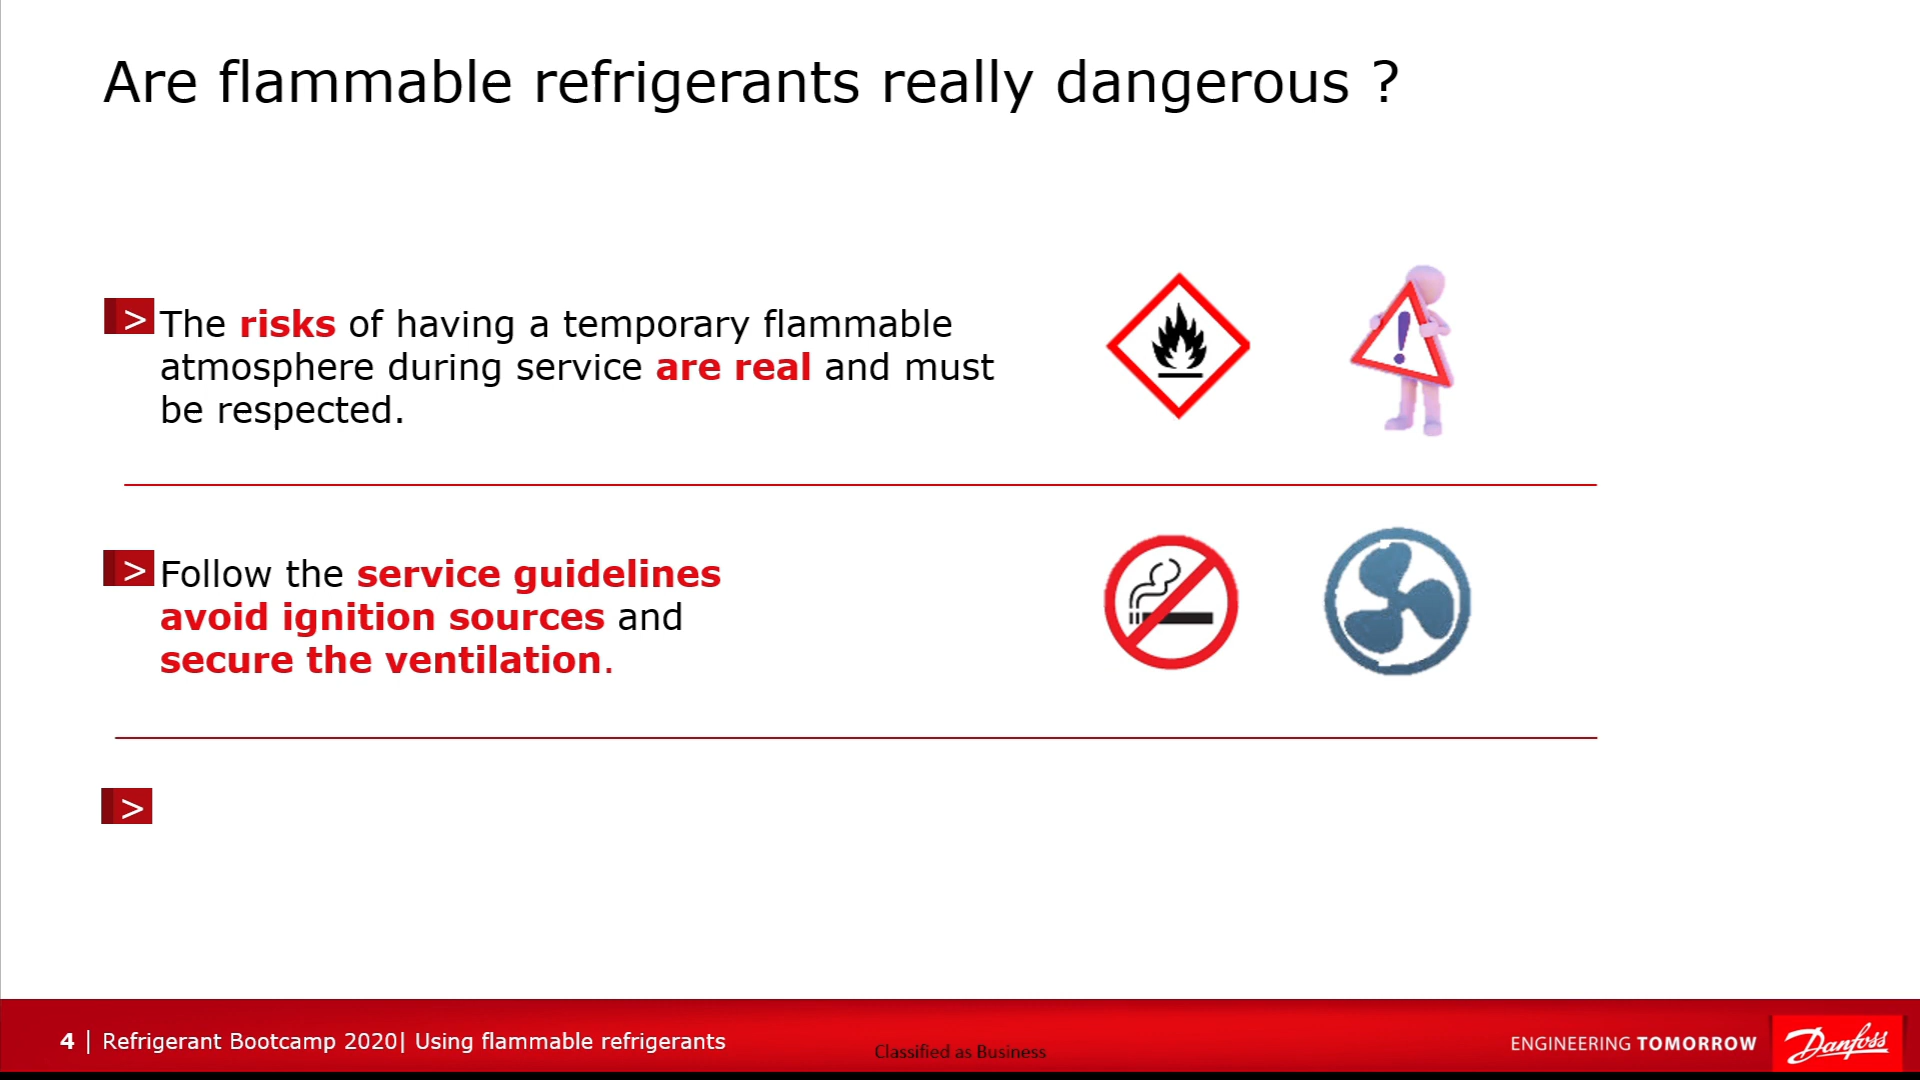 Are flammable refrigerants really dangerous ?
> The risks of having a temporary flammable
atmosphere during service are real and must
be respected.
> Follow the service guidelines
avoid ignition sources and
secure the ventilation.
>
4 | Refrigerant Bootcamp 2020| Using flammable refrigerants
Classified as Business
ENGINEERING TOMORROW
Danfoss